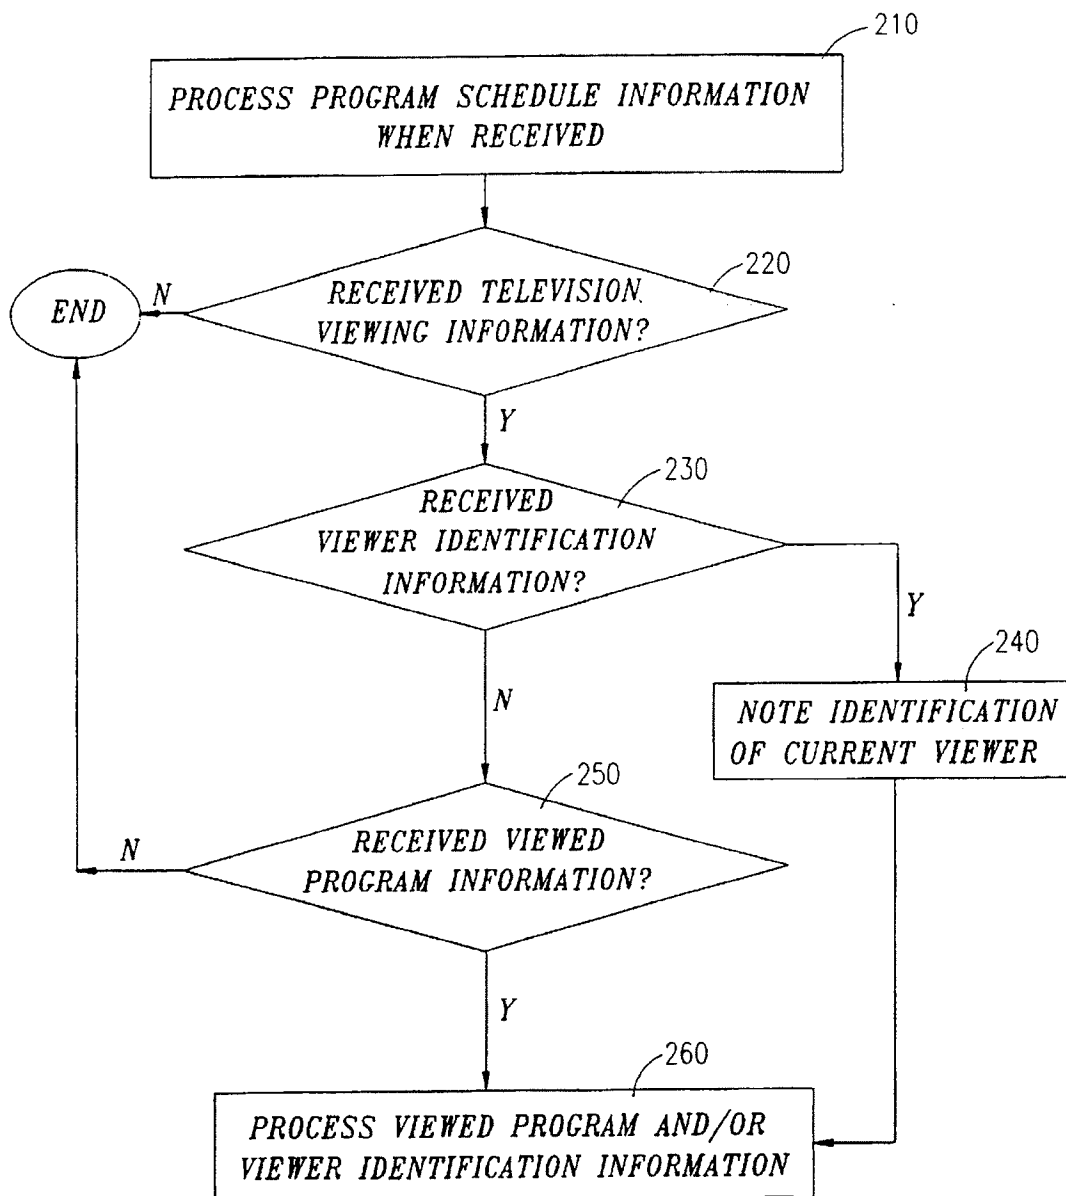 210
PROCESS PROGRAM SCHEDULE INFORMATION
WHEN RECEIVED
220
RECEIVED TELEVISION
VIEWING INFORMATION?
N
END
Y
230
RECEIVED
VIEWER IDENTIFICATION
INFORMATION?
Y
240
NOTE IDENTIFICATION
OF CURRENT VIEWER
N
250
RECEIVED VIEWED
PROGRAM INFORMATION?
N
Y
260
PROCESS VIEWED PROGRAM AND/OR
VIEWER IDENTIFICATION INFORMATION